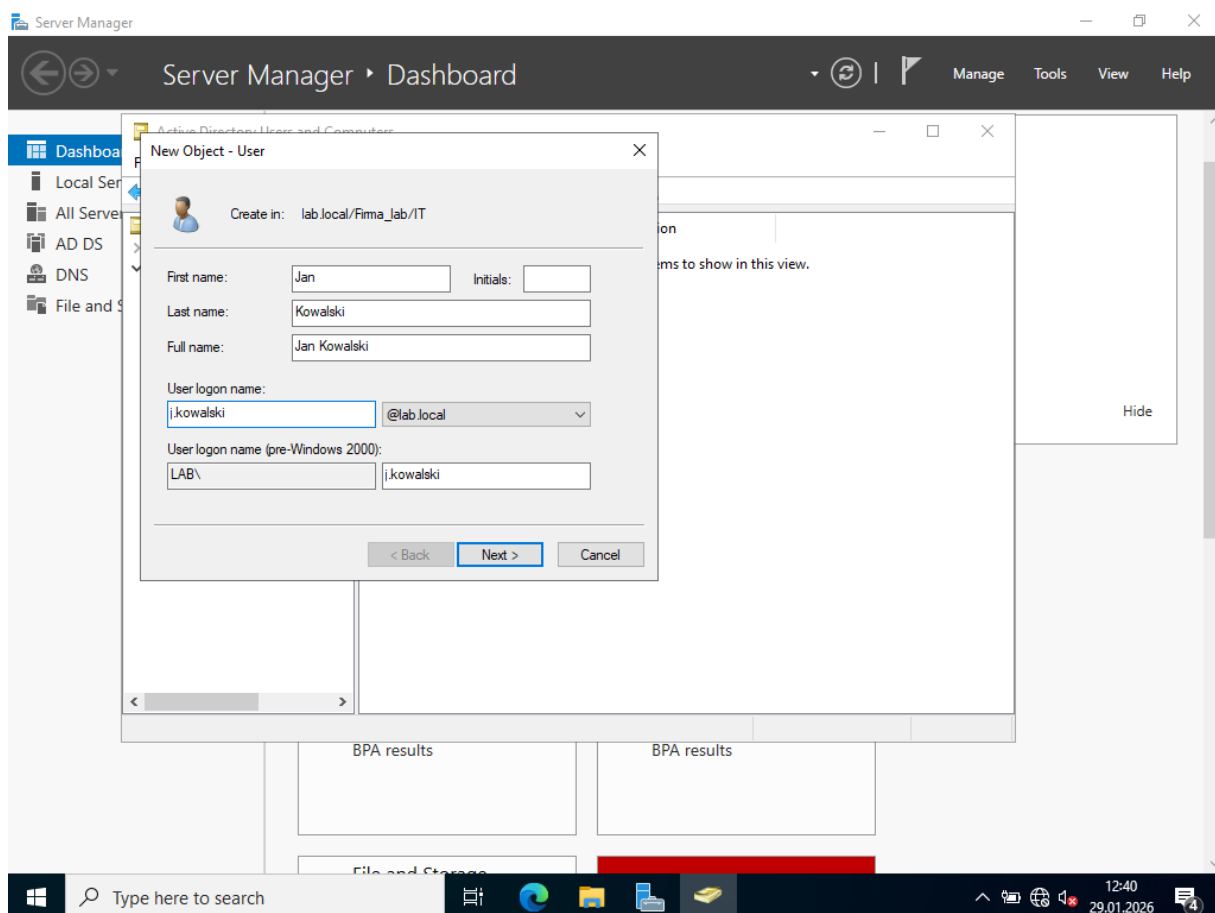 Server Manager
Server Manager • Dashboard
Manage Tools View Help
Active Directory Users and Computers
New Object - User
Dashboa
Local Ser
All Server
AD DS
DNS
File and S
F
Create in: lab.local/Firma_lab/IT
ion
ems to show in this view.
First name: Jan Initials:
Last name: Kowalski
Full name: Jan Kowalski
User logon name:
j.kowalski @lab.local
User logon name (pre-Windows 2000):
LAB\ j.kowalski
< Back Next > Cancel
Hide
BPA results BPA results
File and Storage
Type here to search
12:40
29.01.2026
4